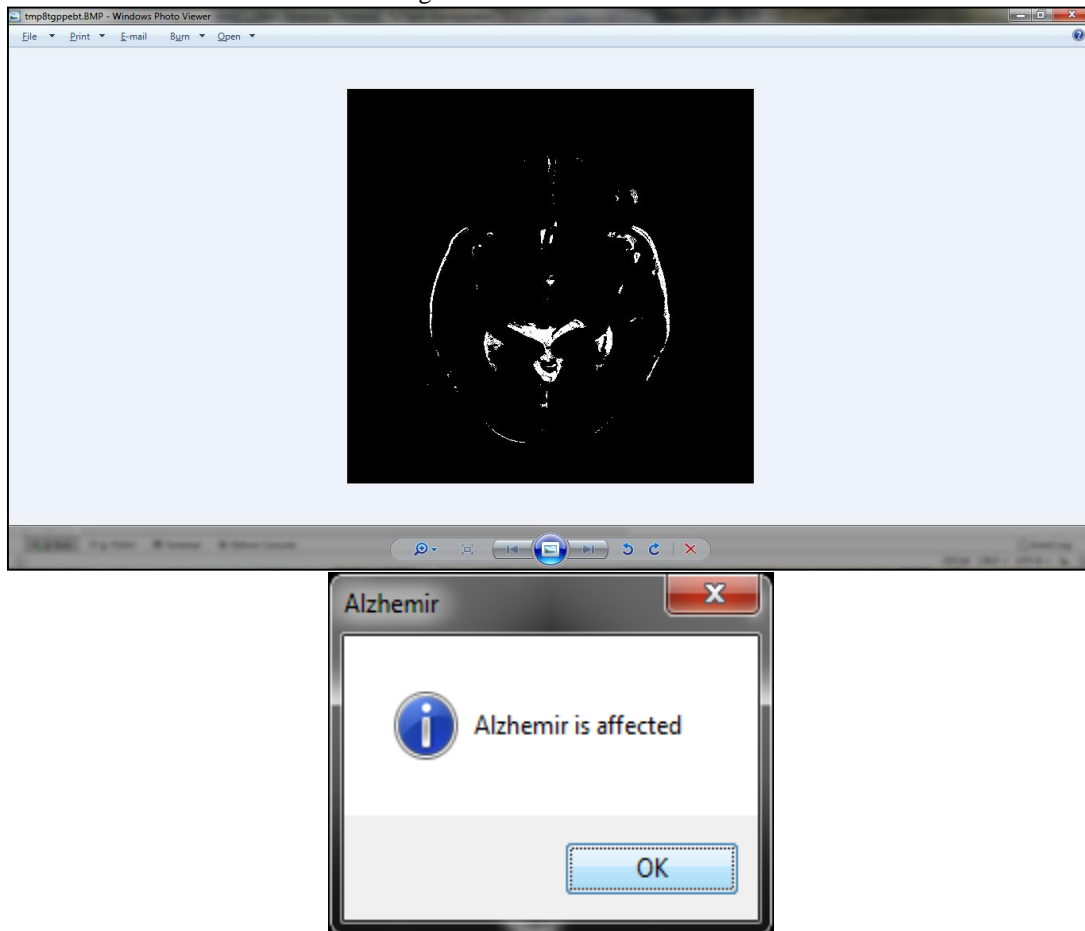 tmp8tgppebt.BMP - Windows Photo Viewer
File Print E-mail Burn Open
Alzhemir
Alzhemir is affected
OK